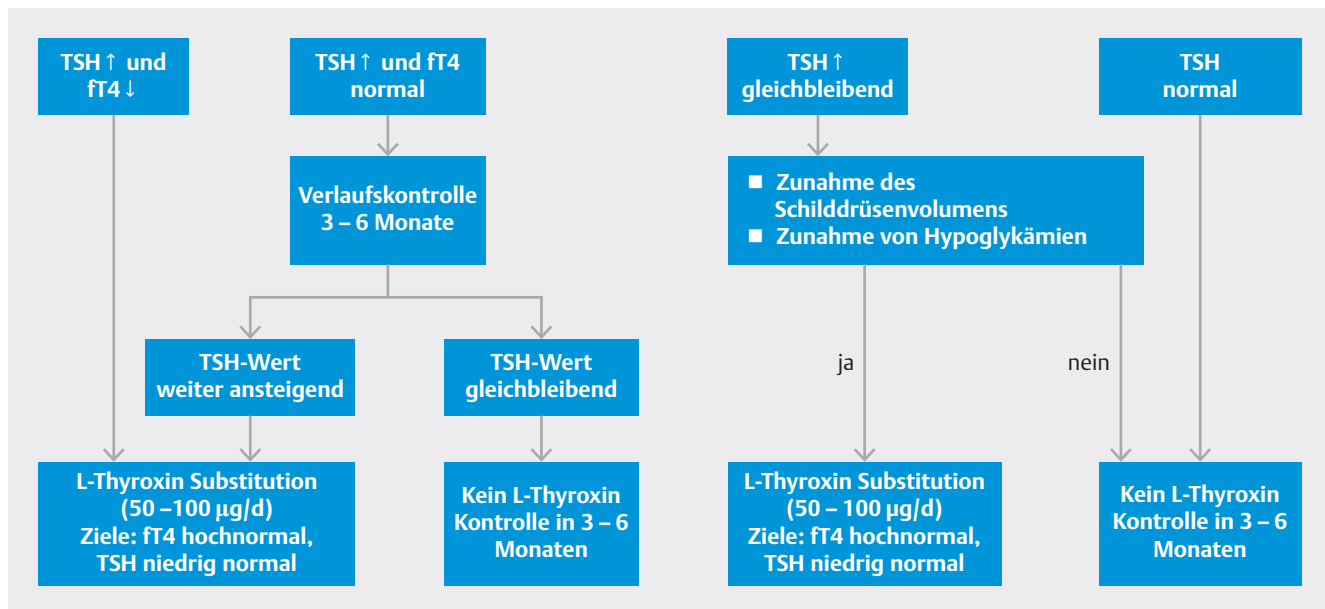 TSH ↑ und
fT4 ↓
TSH ↑ und fT4
normal
TSH ↑
gleichbleibend
TSH
normal
Verlaufskontrolle
3 – 6 Monate
■ Zunahme des
Schilddrüsenvolumens
■ Zunahme von Hypoglykämien
TSH-Wert
weiter ansteigend
TSH-Wert
gleichbleibend
ja
nein
L-Thyroxin Substitution
(50 –100 µg/d)
Ziele: fT4 hochnormal,
TSH niedrig normal
Kein L-Thyroxin
Kontrolle in 3 – 6
Monaten
L-Thyroxin Substitution
(50 – 100 µg/d)
Ziele: fT4 hochnormal,
TSH niedrig normal
Kein L-Thyroxin
Kontrolle in 3 – 6
Monaten